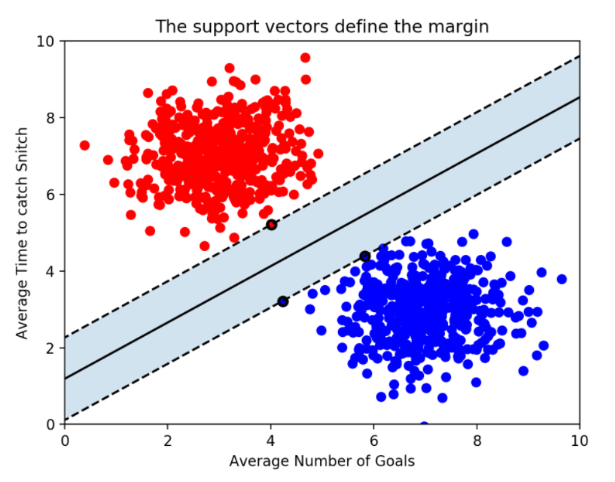 The support vectors define the margin
10
8
6
4
2
0
Average Time to catch Snitch
0 2 4 6 8 10
Average Number of Goals